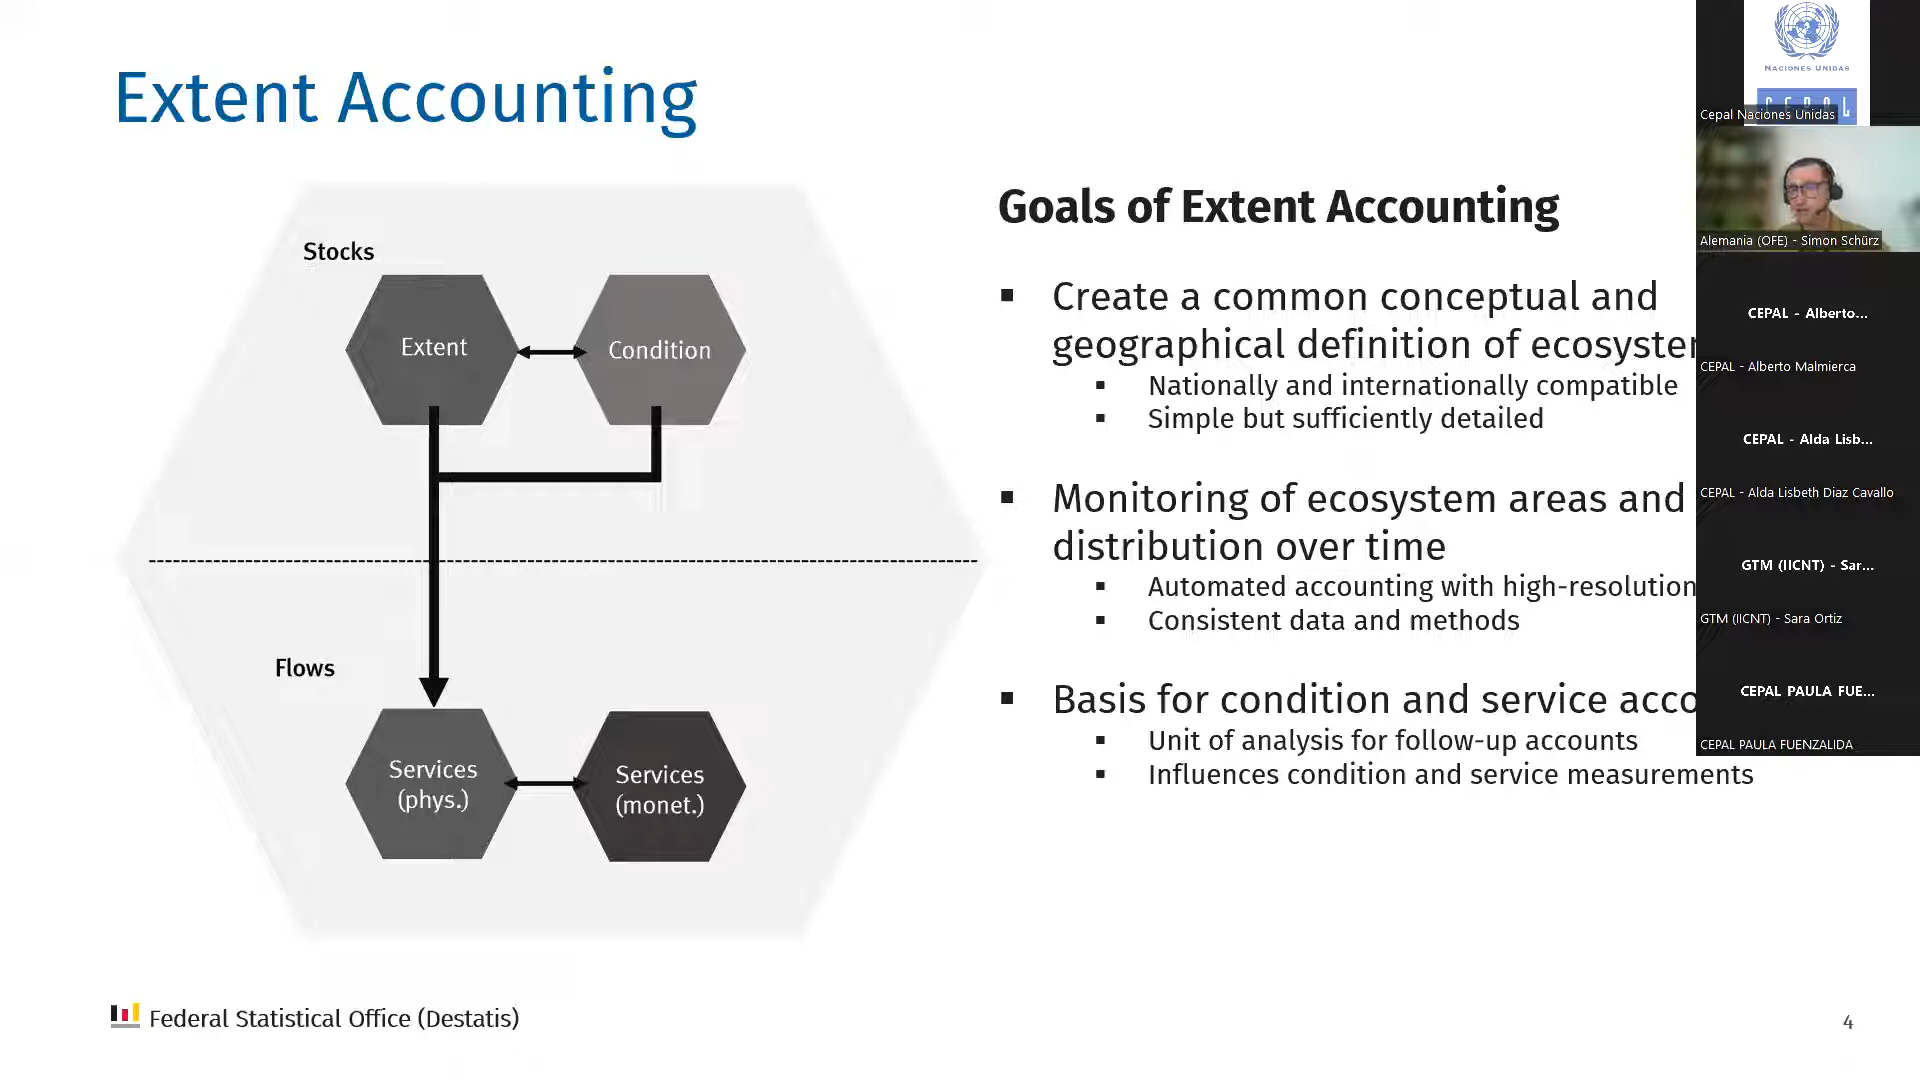 Extent Accounting
Stocks
Extent
Condition
Flows
Services
(phys.)
Services
(monet.)
Goals of Extent Accounting
▪ Create a common conceptual and
geographical definition of
▪ Nationally and internationally compatible
▪ Simple but sufficiently detailed
▪ Monitoring of ecosystem areas and
distribution over time
▪ Automated accounting with high-resolution
▪ Consistent data and methods
▪ Basis for condition and service
▪ Unit of analysis for follow-up accounts
▪ Influences condition and service measurements
Federal Statistical Office (Destatis)
4
NACIONES UNIDAS
CEPAL
Cepal Naciones Unidas
Alemania (OFE) - Simon Schürz
CEPAL - Alberto...
CEPAL - Alberto Malmierca
CEPAL - Alda Lisb...
CEPAL - Alda Lisbeth Diaz Cavallo
GTM (IICNT) - Sar...
GTM (IICNT) - Sara Ortiz
CEPAL PAULA FUE...
CEPAL PAULA FUENZALIDA